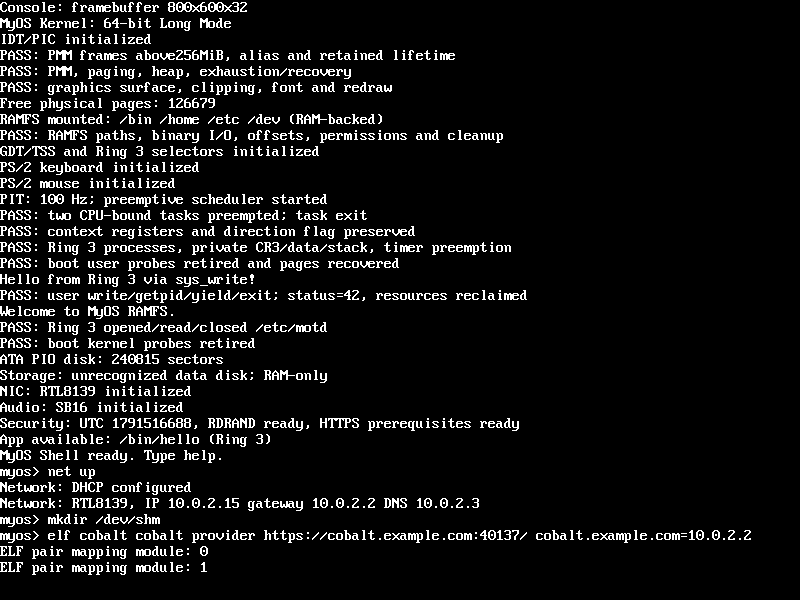 Console: framebuffer 800x600x32
MyOS Kernel: 64-bit Long Mode
IDT/PIC initialized
PASS: PMM frames above256MiB, alias and retained lifetime
PASS: PMM, paging, heap, exhaustion/recovery
PASS: graphics surface, clipping, font and redraw
Free physical pages: 126679
RAMFS mounted: /bin /home /etc /dev (RAM-backed)
PASS: RAMFS paths, binary I/O, offsets, permissions and cleanup
GDT/TSS and Ring 3 selectors initialized
PS/2 keyboard initialized
PS/2 mouse initialized
PIT: 100 Hz; preemptive scheduler started
PASS: two CPU-bound tasks preempted; task exit
PASS: context registers and direction flag preserved
PASS: Ring 3 processes, private CR3/data/stack, timer preemption
PASS: boot user probes retired and pages recovered
Hello from Ring 3 via sys_write!
PASS: user write/getpid/yield/exit; status=42, resources reclaimed
Welcome to MyOS RAMFS.
PASS: Ring 3 opened/read/closed /etc/motd
PASS: boot kernel probes retired
ATA PIO disk: 240815 sectors
Storage: unrecognized data disk; RAM-only
NIC: RTL8139 initialized
Audio: SB16 initialized
Security: UTC 1791516688, RDRAND ready, HTTPS prerequisites ready
App available: /bin/hello (Ring 3)
MyOS Shell ready. Type help.
myos> net up
Network: DHCP configured
Network: RTL8139, IP 10.0.2.15 gateway 10.0.2.2 DNS 10.0.2.3
myos> mkdir /dev/shm
myos> elf cobalt cobalt provider https://cobalt.example.com:40137/ cobalt.example.com=10.0.2.2
ELF pair mapping module: 0
ELF pair mapping module: 1